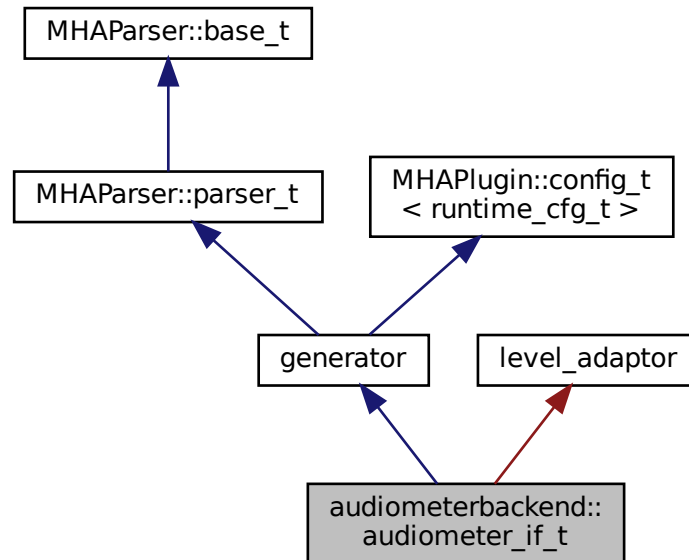 MHAParser::base_t
MHAParser::parser_t
MHAPlugin::config_t
< runtime_cfg_t >
generator
level_adaptor
audiometerbackend::
audiometer_if_t